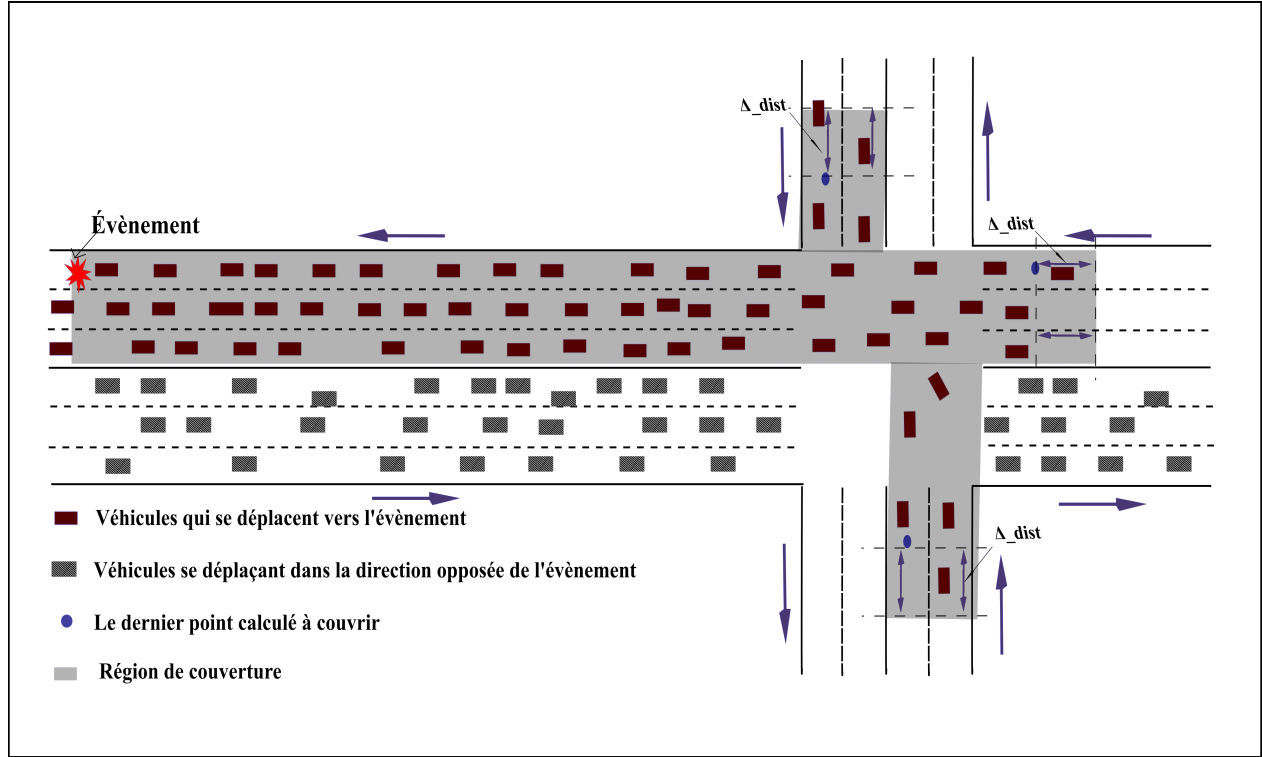 Δ_dist
Évènement
Δ_dist
Véhicules qui se déplacent vers l'évènement
Δ_dist
Véhicules se déplaçant dans la direction opposée de l'évènement
Le dernier point calculé à couvrir
Région de couverture